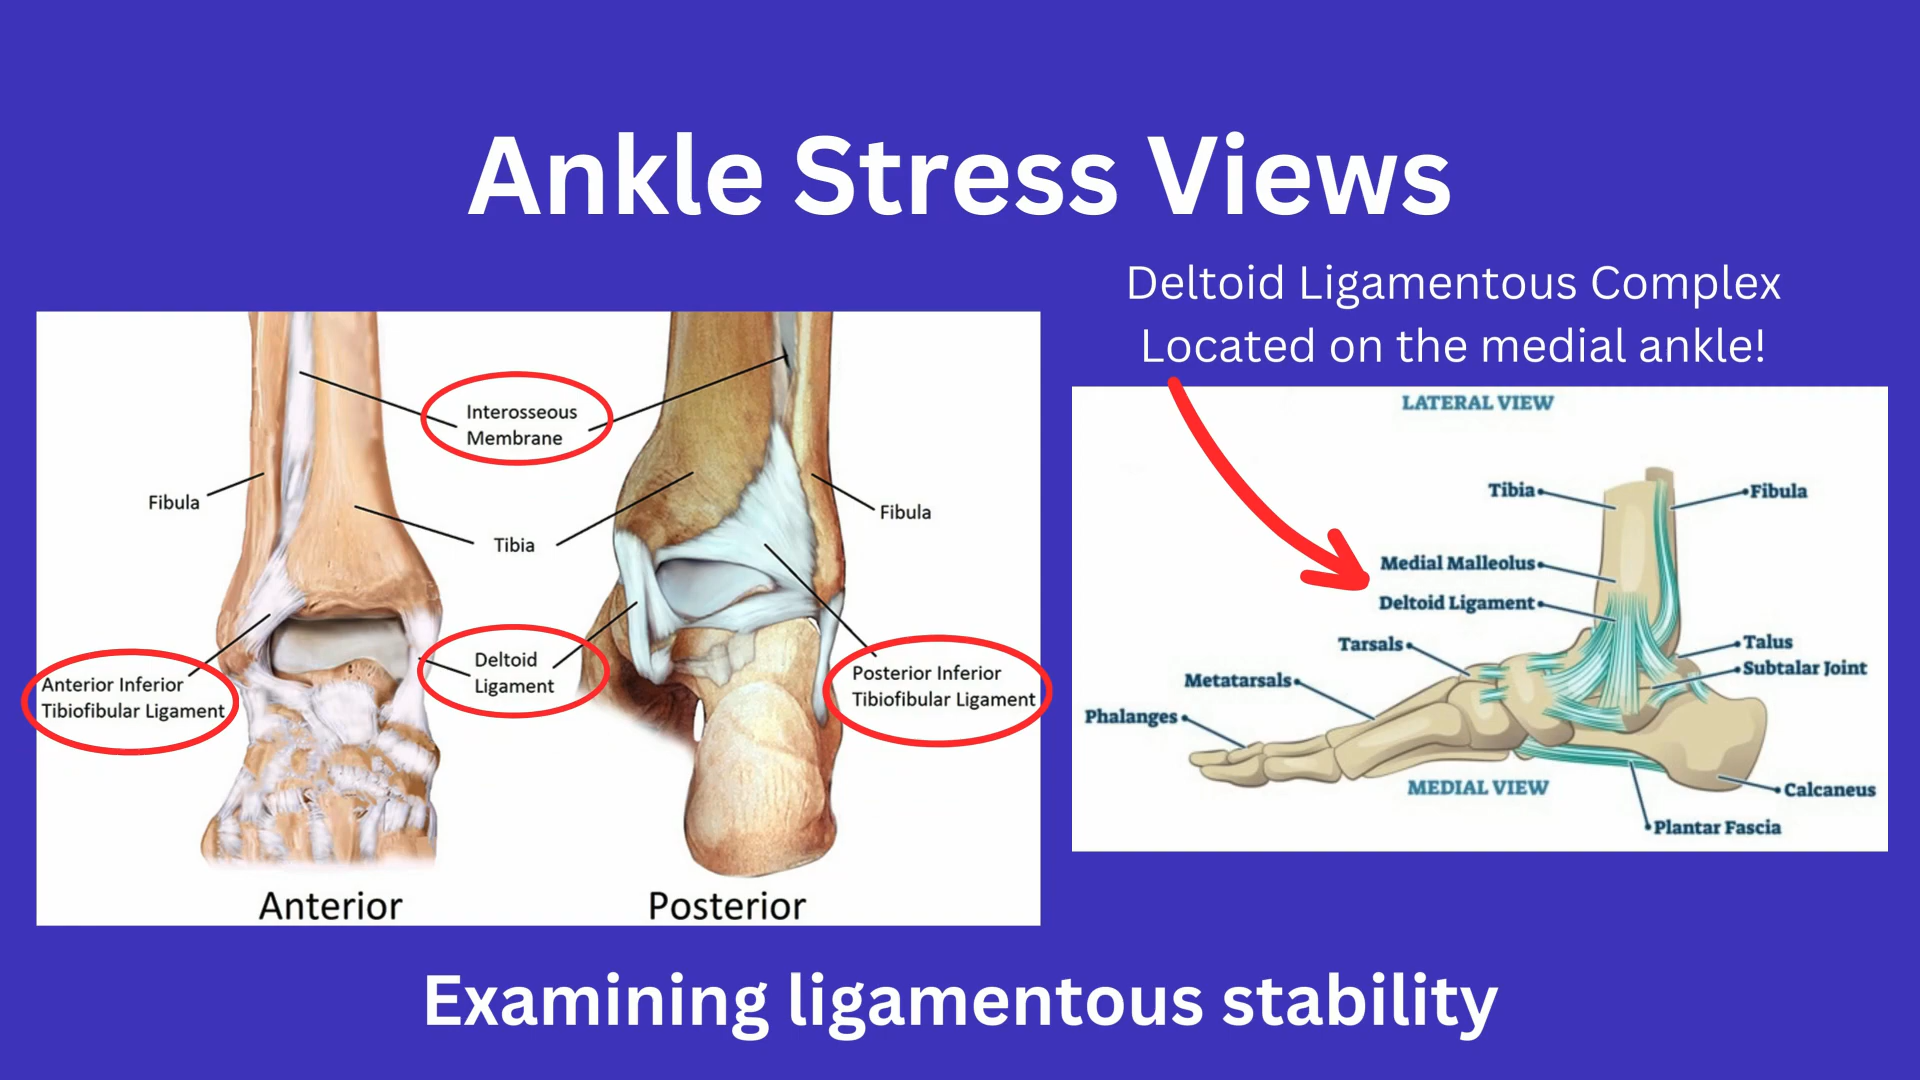 Ankle Stress Views
Deltoid Ligamentous Complex
Located on the medial ankle!
Interosseous
Membrane
Fibula
Tibia
Fibula
Anterior Inferior
Tibiofibular Ligament
Deltoid
Ligament
Posterior Inferior
Tibiofibular Ligament
Anterior
Posterior
LATERAL VIEW
Tibia
Fibula
Medial Malleolus
Deltoid Ligament
Tarsals
Talus
Subtalar Joint
Metatarsals
Phalanges
MEDIAL VIEW
Calcaneus
Plantar Fascia
Examining ligamentous stability